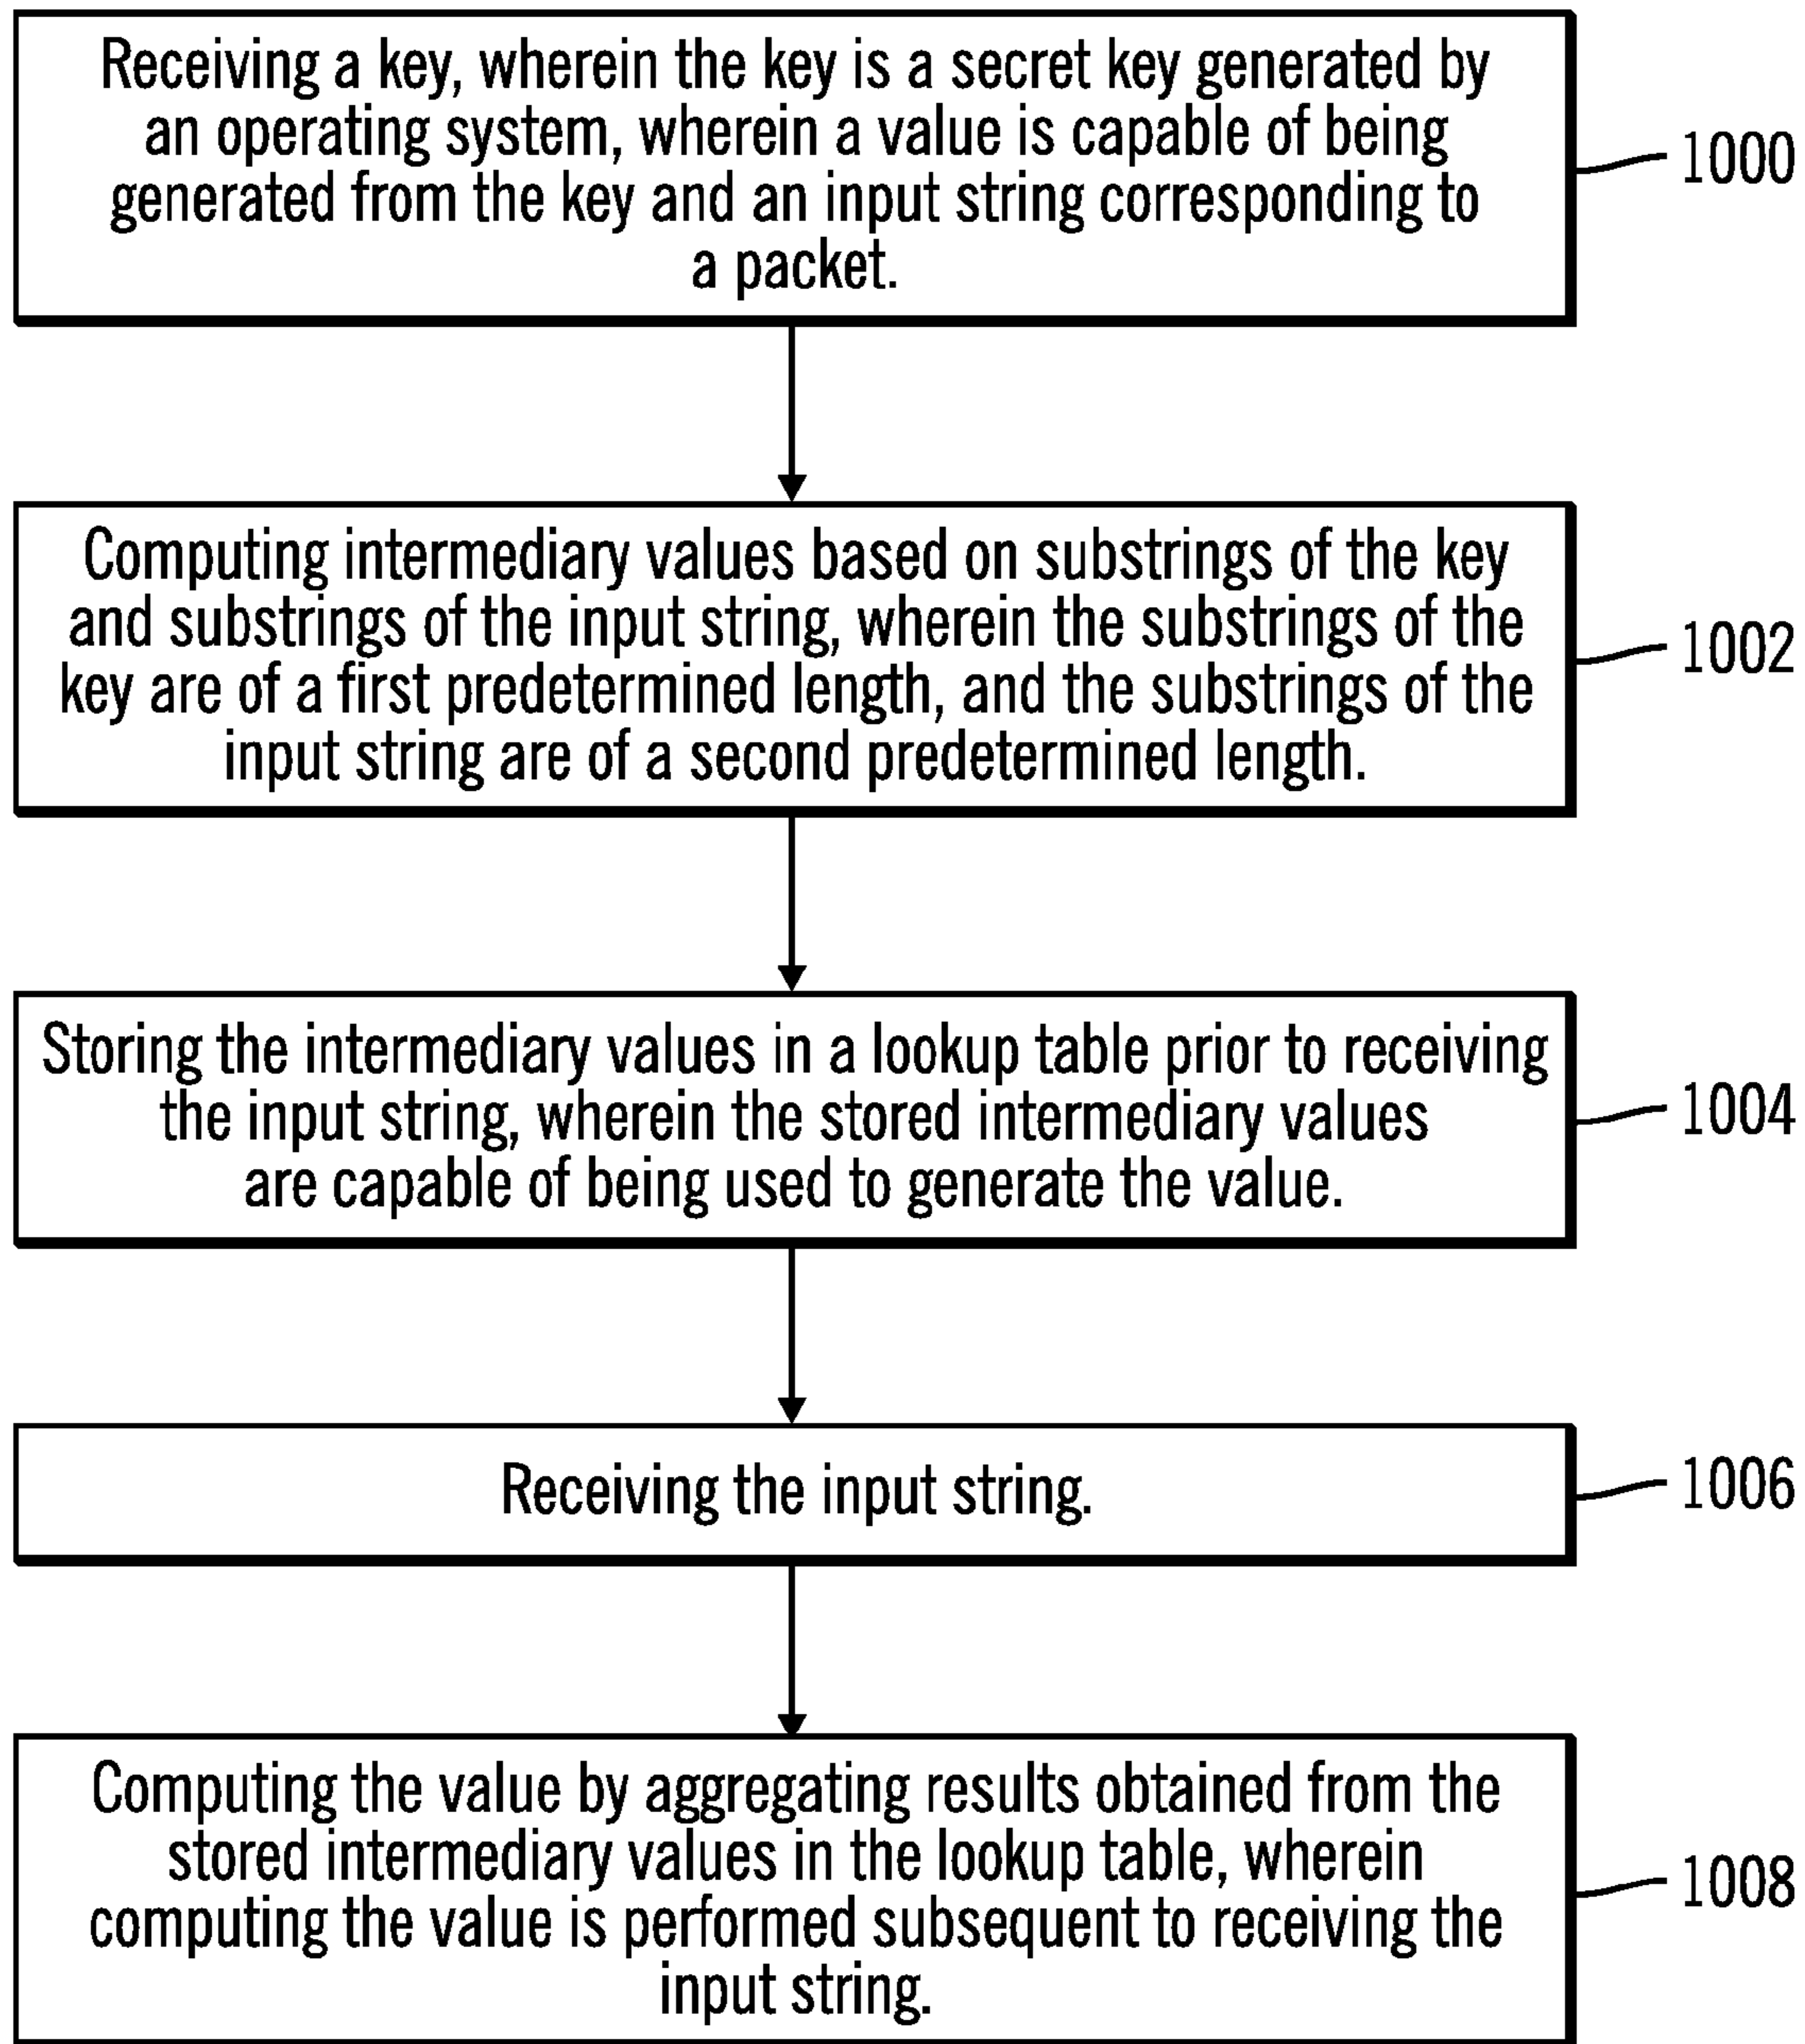 Receiving a key, wherein the key is a secret key generated by
an operating system, wherein a value is capable of being
generated from the key and an input string corresponding to
a packet.
1000
Computing intermediary values based on substrings of the key
and substrings of the input string, wherein the substrings of the
key are of a first predetermined length, and the substrings of the
input string are of a second predetermined length.
1002
Storing the intermediary values in a lookup table prior to receiving
the input string, wherein the stored intermediary values
are capable of being used to generate the value.
1004
Receiving the input string.
1006
Computing the value by aggregating results obtained from the
stored intermediary values in the lookup table, wherein
computing the value is performed subsequent to receiving the
input string.
1008